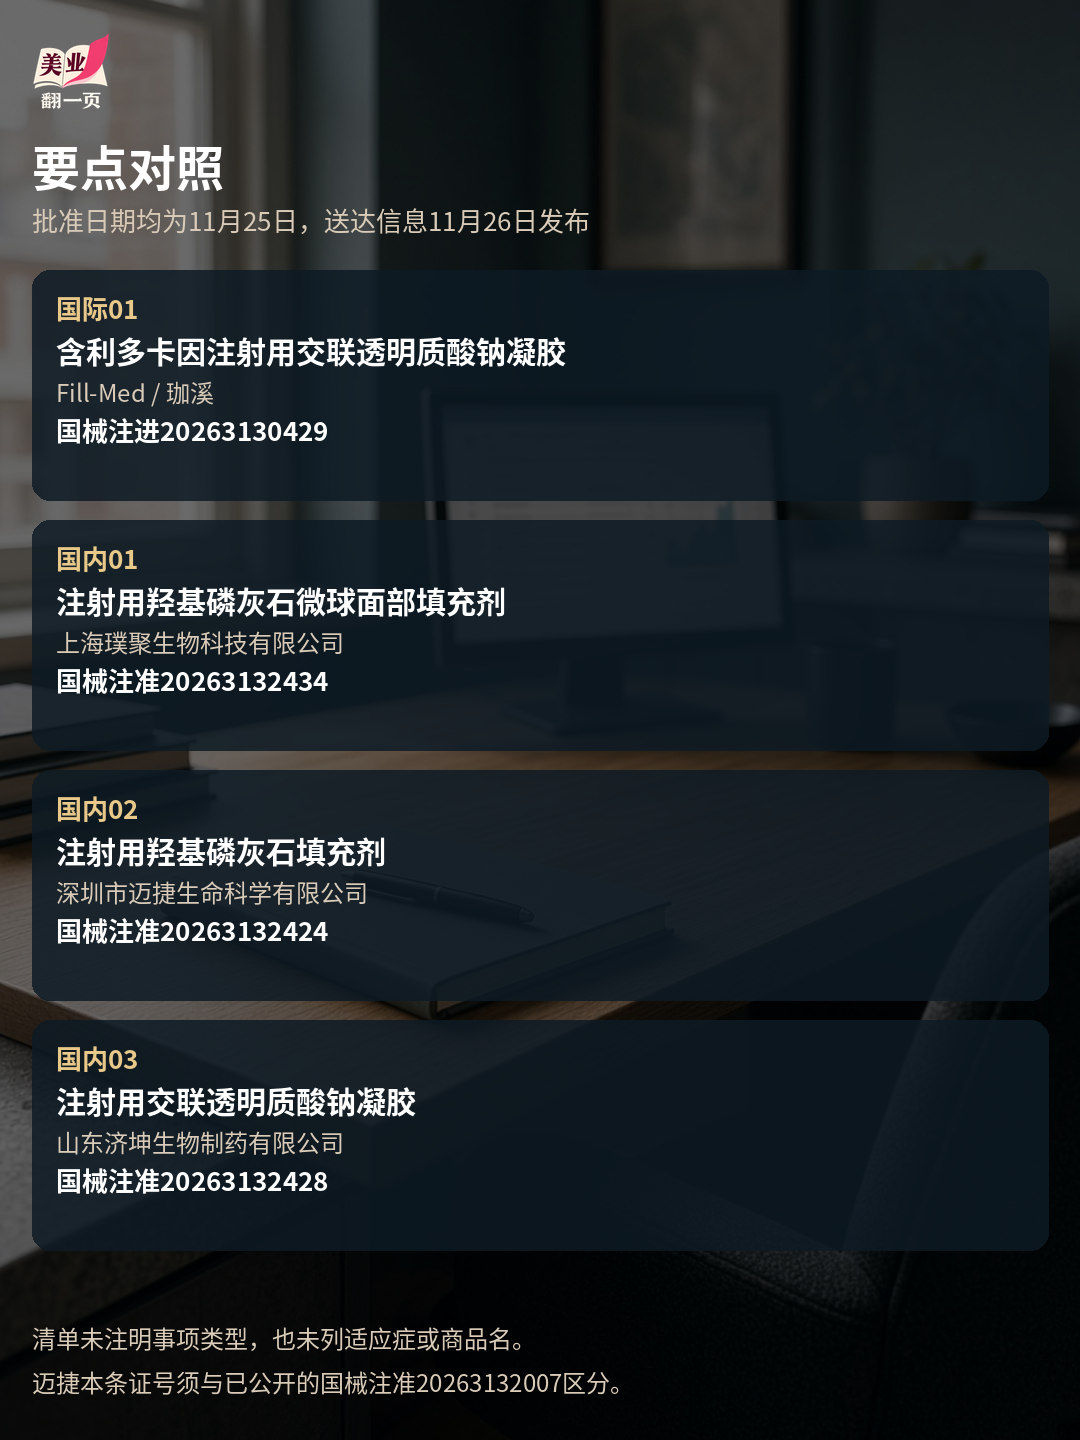 美业
翻一页
要点对照
批准日期均为11月25日，送达信息11月26日发布
国际01
含利多卡因注射用交联透明质酸钠凝胶
Fill-Med / 珈溪
国械注进20263130429
国内01
注射用羟基磷灰石微球面部填充剂
上海璞聚生物科技有限公司
国械注准20263132434
国内02
注射用羟基磷灰石填充剂
深圳市迈捷生命科学有限公司
国械注准20263132424
国内03
注射用交联透明质酸钠凝胶
山东济坤生物制药有限公司
国械注准20263132428
清单未注明事项类型，也未列适应症或商品名。
迈捷本条证号须与已公开的国械注准20263132007区分。